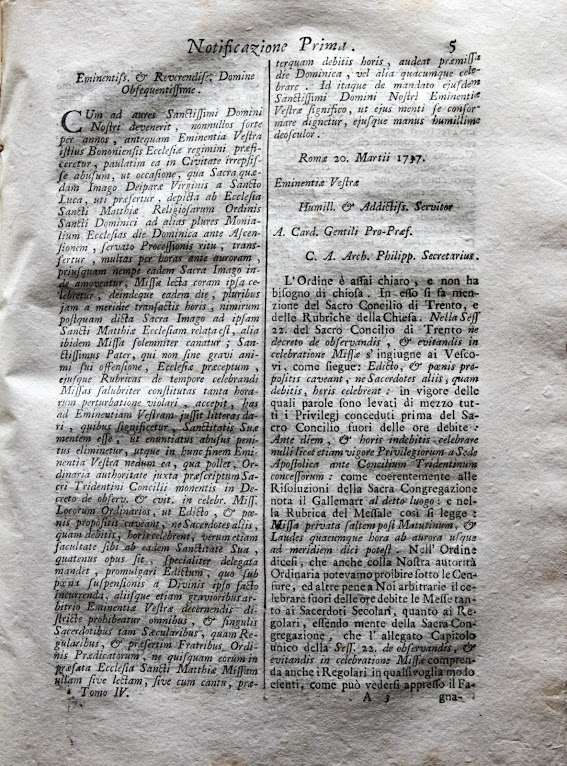 Notificazione Prima. 5
Eminentiss. & Reverendiss. Domine
Obsequentissime.
CUm ad aures Sanctissimi Domini
Nostri devenerit, nonnullos forte
per annos, antequam Eminentia Vestra
istius Bononiensis Ecclesiæ regimini præfi-
ceretur, paulatim ea in Civitate irrepsis-
se abusum, ut occasione, qua Sacra quæ-
dam Imago Deiparæ Virginis a Sancto
Luca, uti præfertur, depicta ab Ecclesia
Sancti Matthiæ Religiosarum Ordinis
Sancti Dominici ad alias plures Monia-
lium Ecclesias die Dominica ante Ascen-
sionem, servato Processionis ritu, trans-
fertur, multas per horas ante auroram,
priusquam nempe eadem Sacra Imago in-
de amoveatur, Missa lecta coram ipsa ce-
lebretur, deindeque eadem die, pluribus
jam a meridie transactis horis, nimirum
postquam dicta Sacra Imago ad ipsam
Sancti Matthiæ Ecclesiam relata est, alia
ibidem Missa solemniter canatur; San-
ctissimus Pater, qui non sine gravi ani-
mi sui offensione, Ecclesiæ præceptum,
ejusque Rubricas de tempore celebrandi
Missas salubriter constitutas tanta hora-
rum perturbatione violari, accepit, has
ad Eminentiam Vestram jussit litteras da-
ri, quibus significetur, Sanctitatis Suæ
mentem esse, ut enuntiatus abusus peni-
tus eliminetur, utque in hunc finem Emi-
nentia Vestra nedum ea, qua pollet, Or-
dinaria authoritate juxta præscriptum Sa-
cri Tridentini Concilii monentis in De-
creto de observ. & evit. in celebr. Miss.
Locorum Ordinarios, ut Edicto, & pœ-
nis propositis caveant, ne Sacerdotes aliis,
quam debitis, horis celebrent, verum etiam
facultate sibi ab eadem Sanctitate Sua,
quatenus opus sit, specialiter delegata
mandet, promulgari Edictum, quo sub
pœna suspensionis a Divinis ipso facto
incurrenda, aliisque etiam gravioribus ar-
bitrio Eminentiæ Vestræ decernendis di-
stricte prohibeatur omnibus, & singulis
Sacerdotibus tam Sæcularibus, quam Re-
gularibus, & præsertim Fratribus Ordi-
nis Prædicatorum, ne quisquam eorum in
præfata Ecclesia Sancti Matthiæ Missam
ullam sive lectam, sive cum cantu, præ-
Tomo IV.
terquam debitis horis, audeat præmissa
die Dominica, vel alia quacumque cele-
brare. Id itaque de mandato ejusdem
Sanctissimi Domini Nostri Eminentiæ
Vestræ significo, ut ejus menti se confor-
mare dignetur, ejusque manus humillime
deosculor.
Romæ 20. Martii 1737.
Eminentiæ Vestræ
Humill. & Addictiss. Servitor
A. Card. Gentili Pro-Præf.
C. A. Arch. Philipp. Secretarius.
L'Ordine è assai chiaro, e non ha
bisogno di chiosa. In esso si fa men-
zione del Sacro Concilio di Trento, e
delle Rubriche della Chiesa. Nella Sess.
22. del Sacro Concilio di Trento ne
decreto de observandis, & evitandis in
celebratione Missæ s'ingiugne ai Vesco-
vi, come siegue: Edicto, & pœnis pro-
positis caveant, ne Sacerdotes aliis, quam
debitis, horis celebrent: in vigore delle
quali parole sono levati di mezzo tut-
ti i Privilegj conceduti prima del Sa-
cro Concilio fuori delle ore debite:
Ante diem, & horis indebitis celebrare
nulli licet etiam vigore Privilegiorum a Sede
Apostolica ante Concilium Tridentinum
concessorum: come coerentemente alle
Risoluzioni della Sacra Congregazione
nota il Gallemart al detto luogo: e nel-
la Rubrica del Messale così si legge:
Missa privata saltem post Matutinum, &
Laudes quacumque hora ab aurora usque
ad meridiem dici potest. Nell'Ordine
dicesi, che anche colla Nostra autorità
Ordinaria potevamo proibire sotto le Cen-
sure, ed altre pene a Noi arbitrarie il ce-
lebrare fuori delle ore debite le Messe tan-
to ai Sacerdoti Secolari, quanto ai Re-
golari, essendo mente della Sacra Con-
gregazione, che l'allegato Capitolo
unico della Sess. 22. de observandis, &
evitandis in celebratione Missæ compren-
da anche i Regolari in qualsivoglia modo
esenti, come può vedersi appresso il Fa-
A 3 gna-